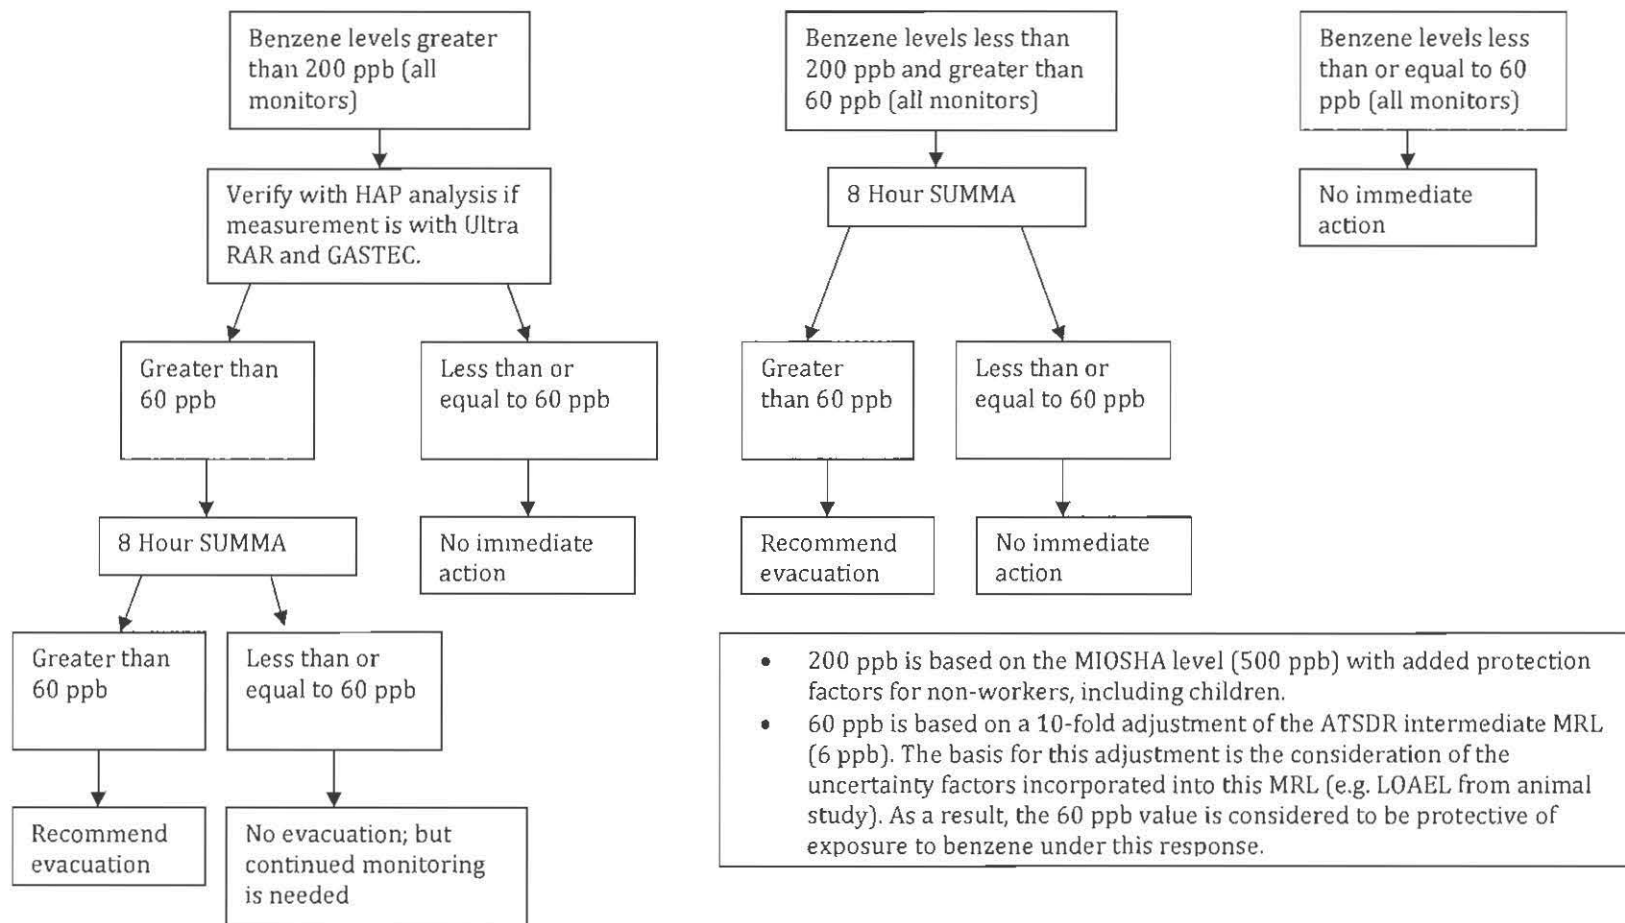 Benzene levels greater
than 200 ppb (all
monitors)
Verify with HAP analysis if
measurement is with Ultra
RAR and GASTEC.
Greater than
60 ppb
Less than or
equal to 60 ppb
8 Hour SUMMA
No immediate
action
Greater than
60 ppb
Less than or
equal to 60 ppb
Recommend
evacuation
No evacuation; but
continued monitoring
is needed
Benzene levels less than
200 ppb and greater than
60 ppb (all monitors)
8 Hour SUMMA
Greater
than 60 ppb
Less than or
equal to 60 ppb
Recommend
evacuation
No immediate
action
Benzene levels less
than or equal to 60
ppb (all monitors)
No immediate
action
• 200 ppb is based on the MIOSHA level (500 ppb) with added protection
factors for non-workers, including children.
• 60 ppb is based on a 10-fold adjustment of the ATSDR intermediate MRL
(6 ppb). The basis for this adjustment is the consideration of the
uncertainty factors incorporated into this MRL (e.g. LOAEL from animal
study). As a result, the 60 ppb value is considered to be protective of
exposure to benzene under this response.